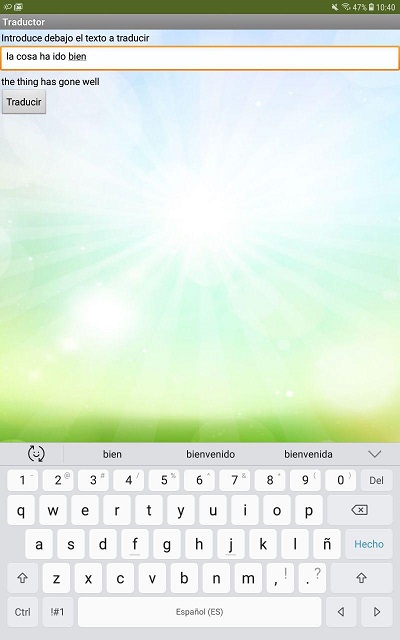 47% 10:40
Traductor
Introduce debajo el texto a traducir
la cosa ha ido bien
the thing has gone well
Traducir
bien bienvenido bienvenida
1 2 @ 3 # 4 / 5 % 6 ^ 7 & 8 * 9 ( 0 ) Del
q w e r t y u i o p
a s d f g h j k l ñ Hecho
z x c v b n m , ! . ?
Ctrl !#1 Español (ES)